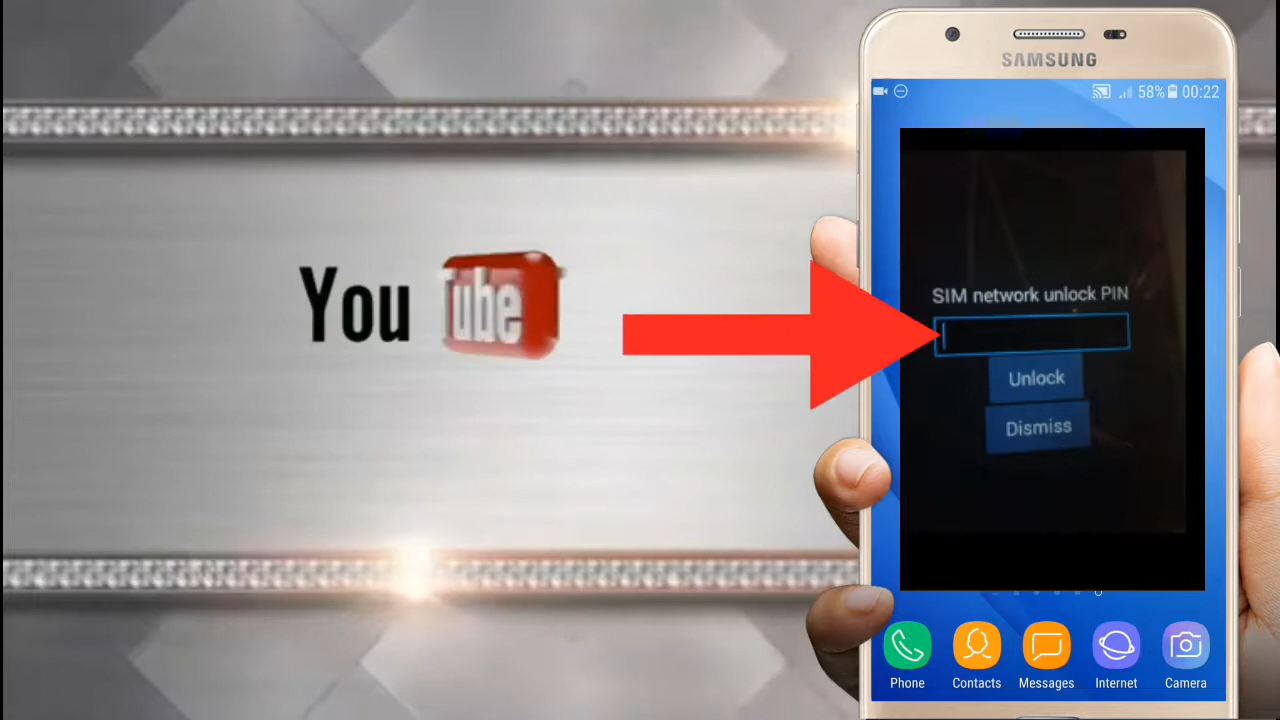 You Tube
SAMSUNG
58% 00:22
SIM network unlock PIN
Unlock
Dismiss
Phone Contacts Messages Internet Camera